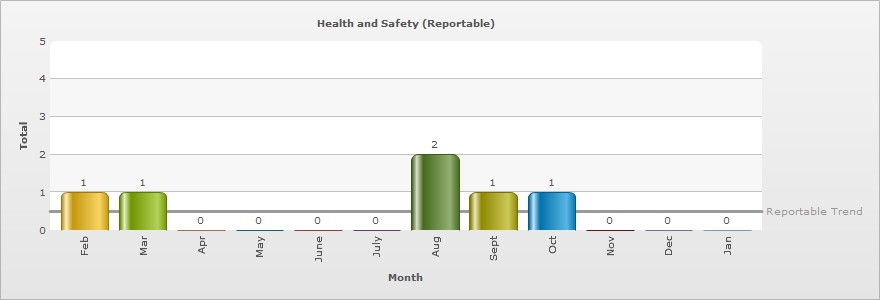 Health and Safety (Reportable)
Total
5
4
3
2
1
0
1
1
0
0
0
0
2
1
1
0
0
0
Reportable Trend
Feb
Mar
Apr
May
June
July
Aug
Sept
Oct
Nov
Dec
Jan
Month